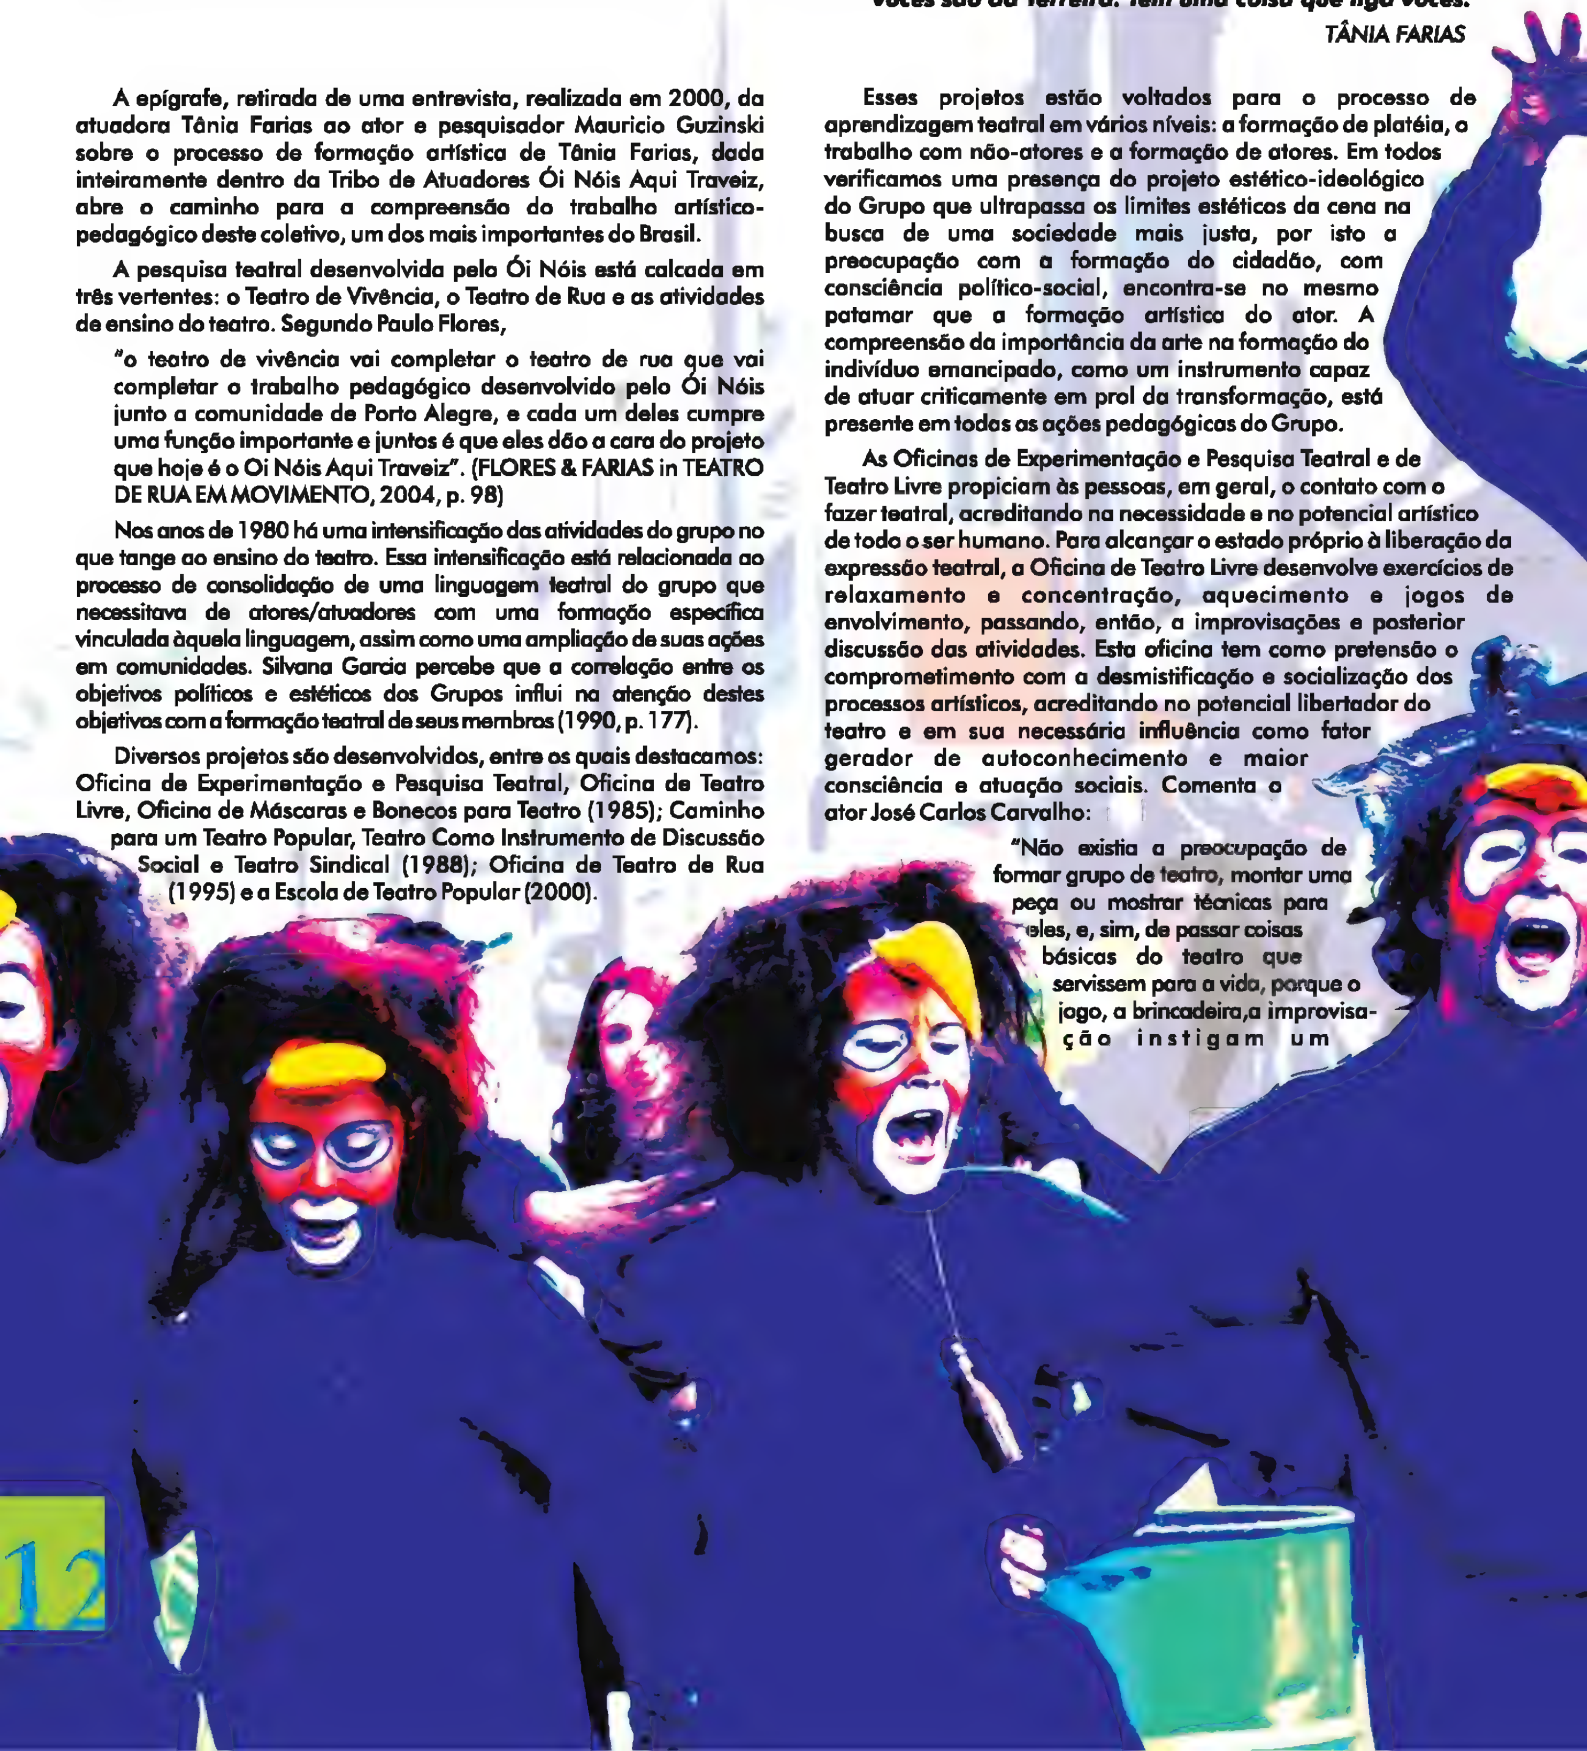 vocês são da Terreira. Tem uma coisa que liga vocês.
TÂNIA FARIAS
A epígrafe, retirada de uma entrevista, realizada em 2000, da
atuadora Tânia Farias ao ator e pesquisador Mauricio Guzinski
sobre o processo de formação artística de Tânia Farias, dada
inteiramente dentro da Tribo de Atuadores Ói Nóis Aqui Traveiz,
abre o caminho para a compreensão do trabalho artístico-
pedagógico deste coletivo, um dos mais importantes do Brasil.
A pesquisa teatral desenvolvida pelo Ói Nóis está calcada em
três vertentes: o Teatro de Vivência, o Teatro de Rua e as atividades
de ensino do teatro. Segundo Paulo Flores,
"o teatro de vivência vai completar o teatro de rua que vai
completar o trabalho pedagógico desenvolvido pelo Ói Nóis
junto a comunidade de Porto Alegre, e cada um deles cumpre
uma função importante e juntos é que eles dão a cara do projeto
que hoje é o Oi Nóis Aqui Traveiz". (FLORES & FARIAS in TEATRO
DE RUA EM MOVIMENTO, 2004, p. 98)
Nos anos de 1980 há uma intensificação das atividades do grupo no
que tange ao ensino do teatro. Essa intensificação está relacionada ao
processo de consolidação de uma linguagem teatral do grupo que
necessitava de atores/atuadores com uma formação específica
vinculada àquela linguagem, assim como uma ampliação de suas ações
em comunidades. Silvana Garcia percebe que a correlação entre os
objetivos políticos e estéticos dos Grupos influi na atenção destes
objetivos com a formação teatral de seus membros (1990, p. 177).
Diversos projetos são desenvolvidos, entre os quais destacamos:
Oficina de Experimentação e Pesquisa Teatral, Oficina de Teatro
Livre, Oficina de Máscaras e Bonecos para Teatro (1985); Caminho
para um Teatro Popular, Teatro Como Instrumento de Discussão
Social e Teatro Sindical (1988); Oficina de Teatro de Rua
(1995) e a Escola de Teatro Popular (2000).
Esses projetos estão voltados para o processo de
aprendizagem teatral em vários níveis: a formação de platéia, o
trabalho com não-atores e a formação de atores. Em todos
verificamos uma presença do projeto estético-ideológico
do Grupo que ultrapassa os limites estéticos da cena na
busca de uma sociedade mais justa, por isto a
preocupação com a formação do cidadão, com
consciência político-social, encontra-se no mesmo
patamar que a formação artística do ator. A
compreensão da importância da arte na formação do
indivíduo emancipado, como um instrumento capaz
de atuar criticamente em prol da transformação, está
presente em todas as ações pedagógicas do Grupo.
As Oficinas de Experimentação e Pesquisa Teatral e de
Teatro Livre propiciam às pessoas, em geral, o contato com o
fazer teatral, acreditando na necessidade e no potencial artístico
de todo o ser humano. Para alcançar o estado próprio à liberação da
expressão teatral, a Oficina de Teatro Livre desenvolve exercícios de
relaxamento e concentração, aquecimento e jogos de
envolvimento, passando, então, a improvisações e posterior
discussão das atividades. Esta oficina tem como pretensão o
comprometimento com a desmistificação e socialização dos
processos artísticos, acreditando no potencial libertador do
teatro e em sua necessária influência como fator
gerador de autoconhecimento e maior
consciência e atuação sociais. Comenta o
ator José Carlos Carvalho:
"Não existia a preocupação de
formar grupo de teatro, montar uma
peça ou mostrar técnicas para
eles, e, sim, de passar coisas
básicas do teatro que
servissem para a vida, porque o
jogo, a brincadeira,a improvisa-
ção instigam um
12